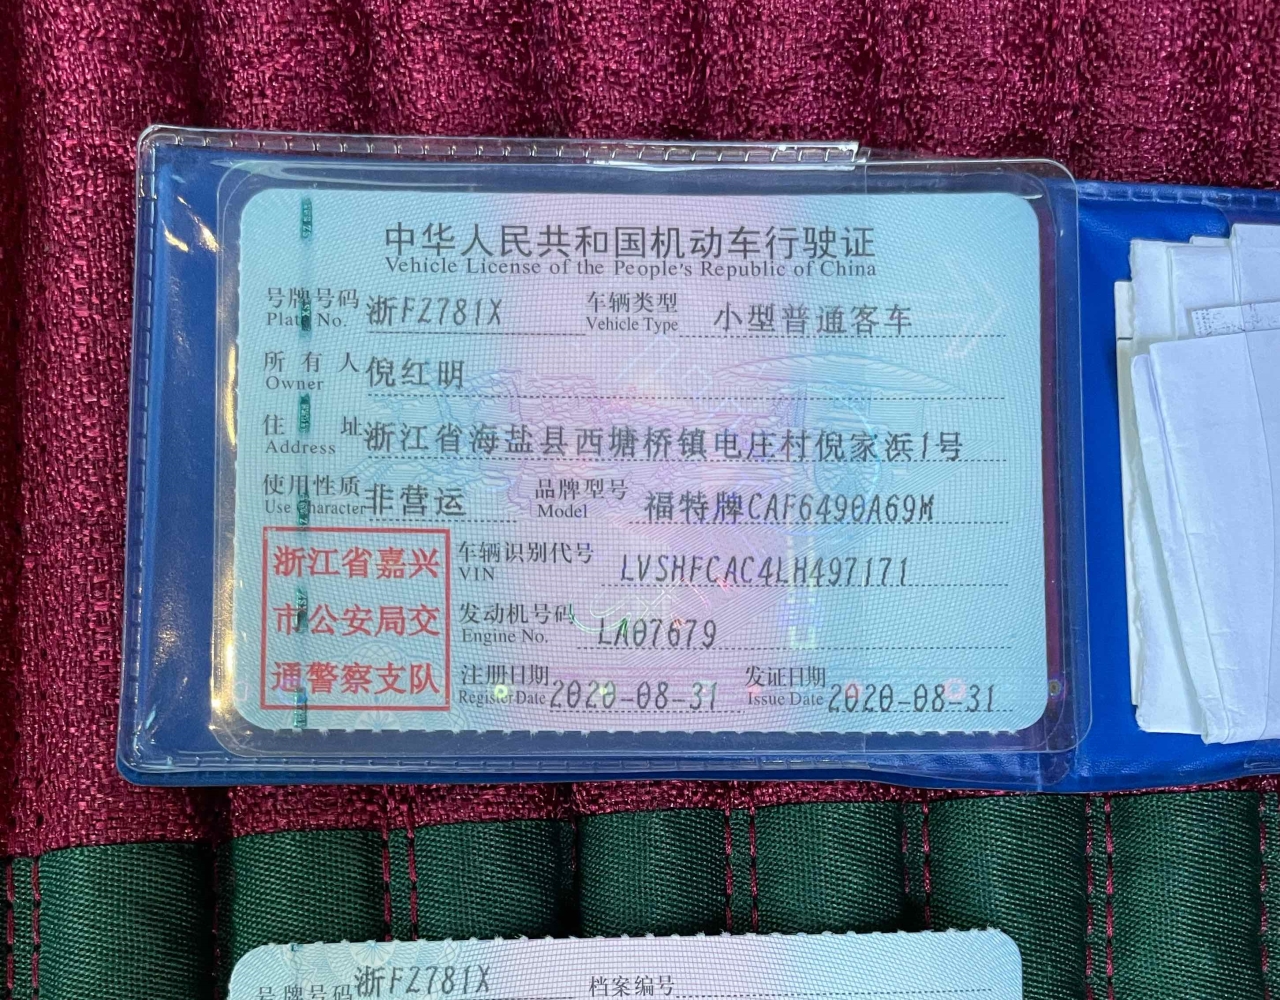 中华人民共和国机动车行驶证
Vehicle License of the People's Republic of China
号牌号码 浙FZ781X 车辆类型 小型普通客车
Plate No. Vehicle Type
所有人 倪红明
Owner
住址 浙江省海盐县西塘桥镇电庄村倪家浜1号
Address
使用性质 非营运 品牌型号 福特牌CAF6490A69M
Use Character Model
浙江省嘉兴
市公安局交
通警察支队
车辆识别代号 LVSHFCAC4LH497171
VIN
发动机号码 LA07679
Engine No.
注册日期 2020-08-31 发证日期 2020-08-31
Register Date Issue Date
号牌号码 浙FZ781X 档案编号